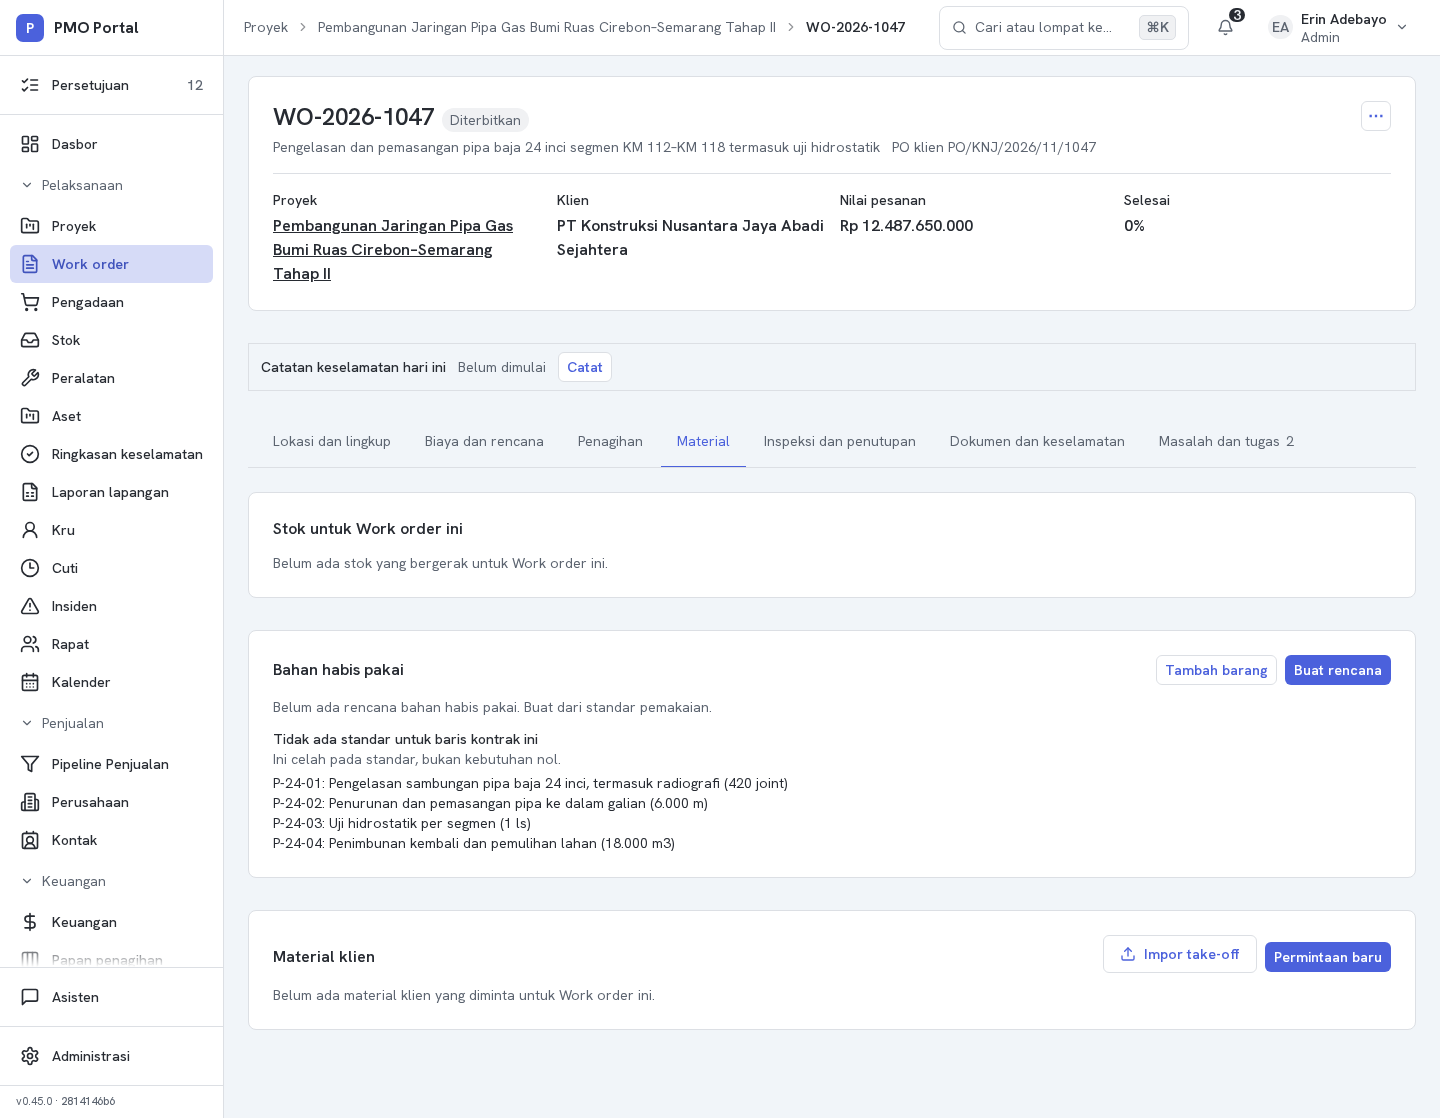 P
PMO Portal
Proyek
Pembangunan Jaringan Pipa Gas Bumi Ruas Cirebon–Semarang Tahap II
WO-2026-1047
Cari atau lompat ke...
⌘K
3
EA
Erin Adebayo
Admin
Persetujuan 12
Dasbor
Pelaksanaan
Proyek
Work order
Pengadaan
Stok
Peralatan
Aset
Ringkasan keselamatan
Laporan lapangan
Kru
Cuti
Insiden
Rapat
Kalender
Penjualan
Pipeline Penjualan
Perusahaan
Kontak
Keuangan
Keuangan
Papan penagihan
Asisten
Administrasi
v0.45.0 · 2814146b6
WO-2026-1047 Diterbitkan
Pengelasan dan pemasangan pipa baja 24 inci segmen KM 112–KM 118 termasuk uji hidrostatik PO klien PO/KNJ/2026/11/1047
Proyek
Pembangunan Jaringan Pipa Gas
Bumi Ruas Cirebon–Semarang
Tahap II
Klien
PT Konstruksi Nusantara Jaya Abadi
Sejahtera
Nilai pesanan
Rp 12.487.650.000
Selesai
0%
Catatan keselamatan hari ini Belum dimulai Catat
Lokasi dan lingkup Biaya dan rencana Penagihan Material Inspeksi dan penutupan Dokumen dan keselamatan Masalah dan tugas 2
Stok untuk Work order ini
Belum ada stok yang bergerak untuk Work order ini.
Bahan habis pakai
Tambah barang
Buat rencana
Belum ada rencana bahan habis pakai. Buat dari standar pemakaian.
Tidak ada standar untuk baris kontrak ini
Ini celah pada standar, bukan kebutuhan nol.
P-24-01: Pengelasan sambungan pipa baja 24 inci, termasuk radiografi (420 joint)
P-24-02: Penurunan dan pemasangan pipa ke dalam galian (6.000 m)
P-24-03: Uji hidrostatik per segmen (1 ls)
P-24-04: Penimbunan kembali dan pemulihan lahan (18.000 m3)
Material klien
Impor take-off
Permintaan baru
Belum ada material klien yang diminta untuk Work order ini.